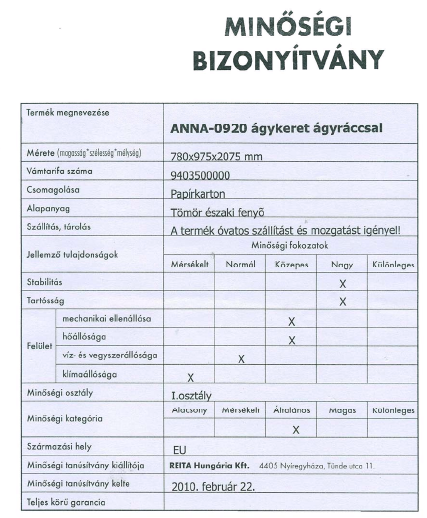 MINŐSÉGI
BIZONYÍTVÁNY
Termék megnevezése
ANNA-0920 ágykeret ágyráccsal
Mérete (magasság*szélesség*mélység) 780x975x2075 mm
Vámtarifa száma 9403500000
Csomagolása Papírkarton
Alapanyag Tömör északi fenyõ
Szállítás, tárolás A termék óvatos szállítást és mozgatást igényel!
Jellemző tulajdonságok Minőségi fokozatok
Mérsékelt Normál Közepes Nagy Különleges
Stabilitás X
Tartósság X
Felület
mechanikai ellenállása X
hőállósága X
víz- és vegyszerállósága X
klímaállósága X
Minőségi osztály I.osztály
Minőségi kategória Alacsony Mérsékelt Általános Magas Különleges
X
Származási hely EU
Minőségi tanúsítvány kiállítója REITA Hungária Kft. 4405 Nyíregyháza, Tünde utca 11.
Minőségi tanúsítvány kelte 2010. február 22.
Teljes körű garancia